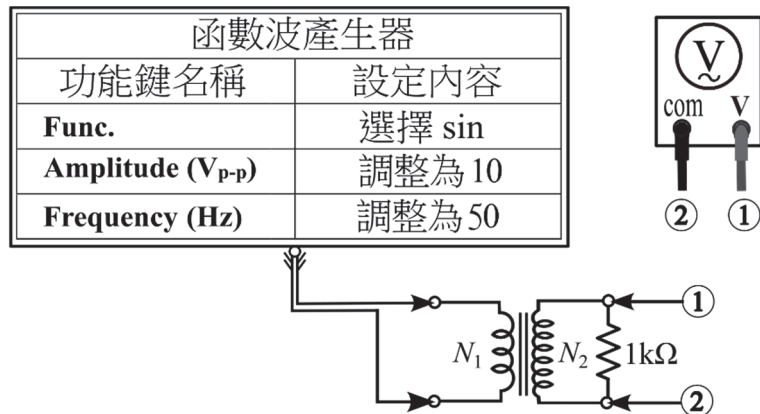 函數波產生器
功能鍵名稱 設定內容
Func. 選擇 sin
Amplitude (Vp-p) 調整為 10
Frequency (Hz) 調整為 50
V
com V
② ①
①
N1 N2 1kΩ
②